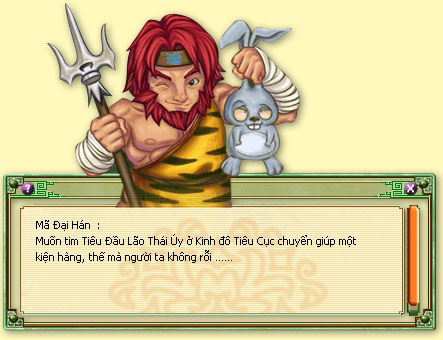 Mã Đại Hán :
Muốn tim Tiêu Đầu Lão Thái Úy ở Kinh đô Tiêu Cục chuyển giúp một
kiện hàng, thế mà người ta không rỗi ......